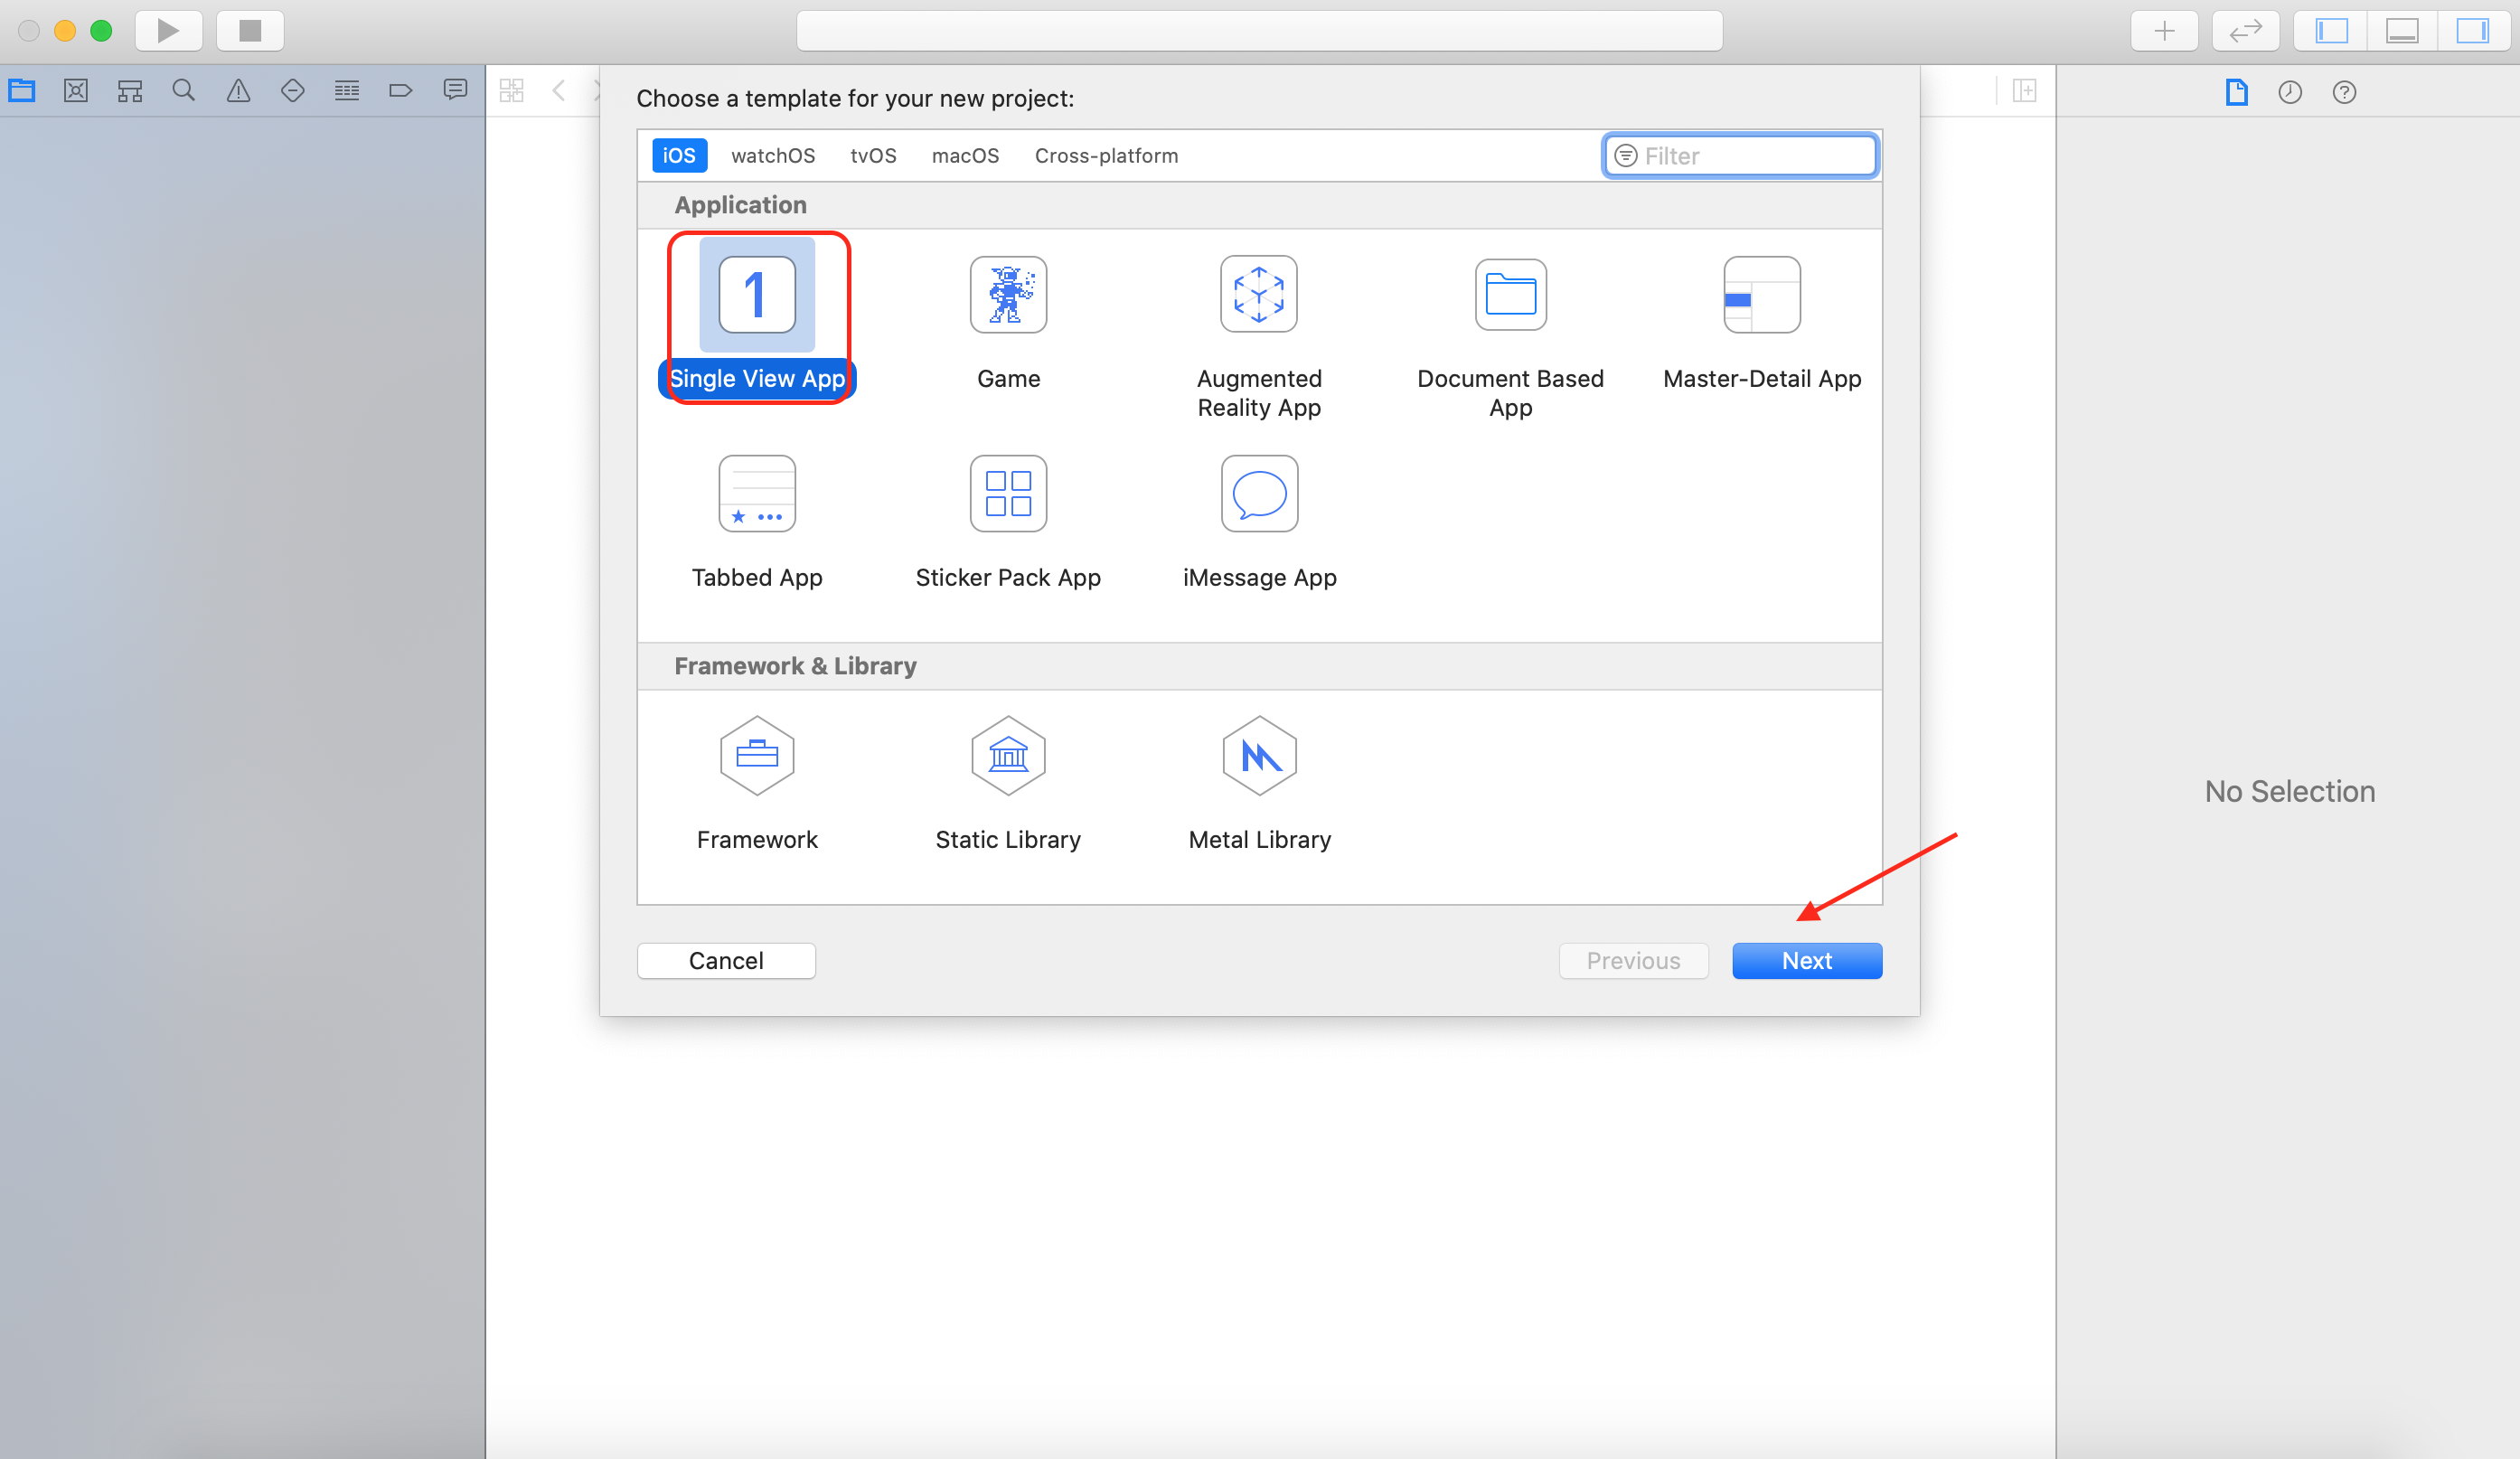 Choose a template for your new project:
iOS watchOS tvOS macOS Cross-platform Filter
Application
1
Single View App Game Augmented Reality App Document Based App Master-Detail App
Tabbed App Sticker Pack App iMessage App
Framework & Library
Framework Static Library Metal Library
No Selection
Cancel Previous Next